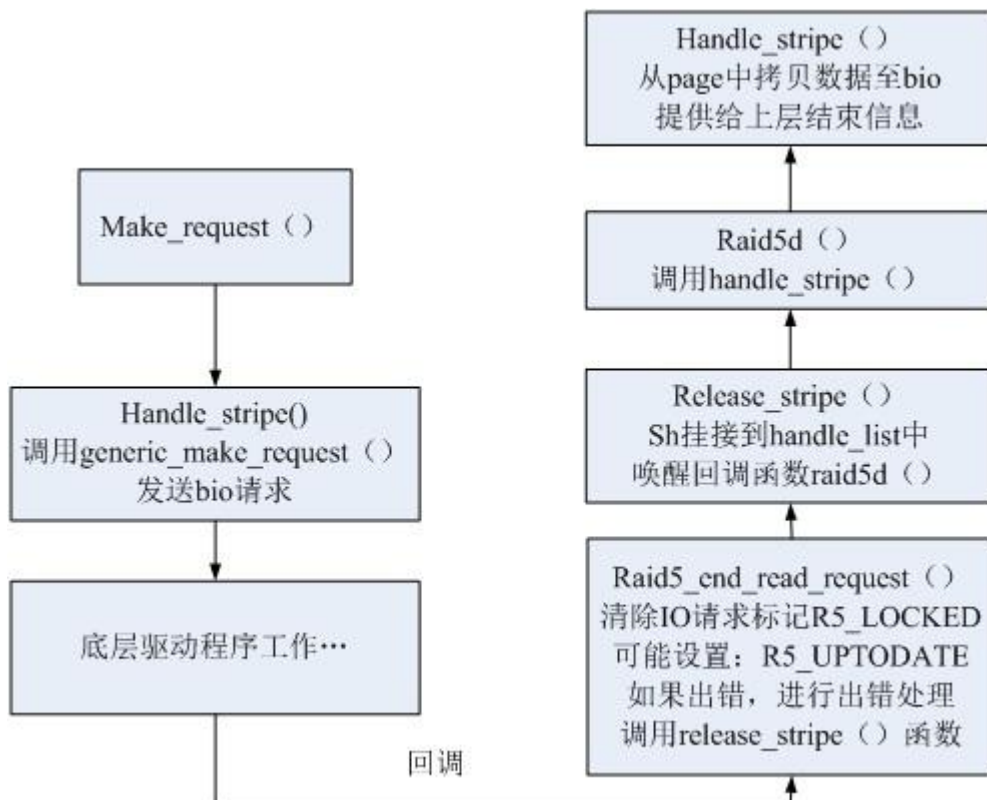 Make_request（）
Handle_stripe()
调用generic_make_request（）
发送bio请求
底层驱动程序工作…
回调
Raid5_end_read_request（）
清除IO请求标记R5_LOCKED
可能设置：R5_UPTODATE
如果出错，进行出错处理
调用release_stripe（）函数
Release_stripe（）
Sh挂接到handle_list中
唤醒回调函数raid5d（）
Raid5d（）
调用handle_stripe（）
Handle_stripe（）
从page中拷贝数据至bio
提供给上层结束信息